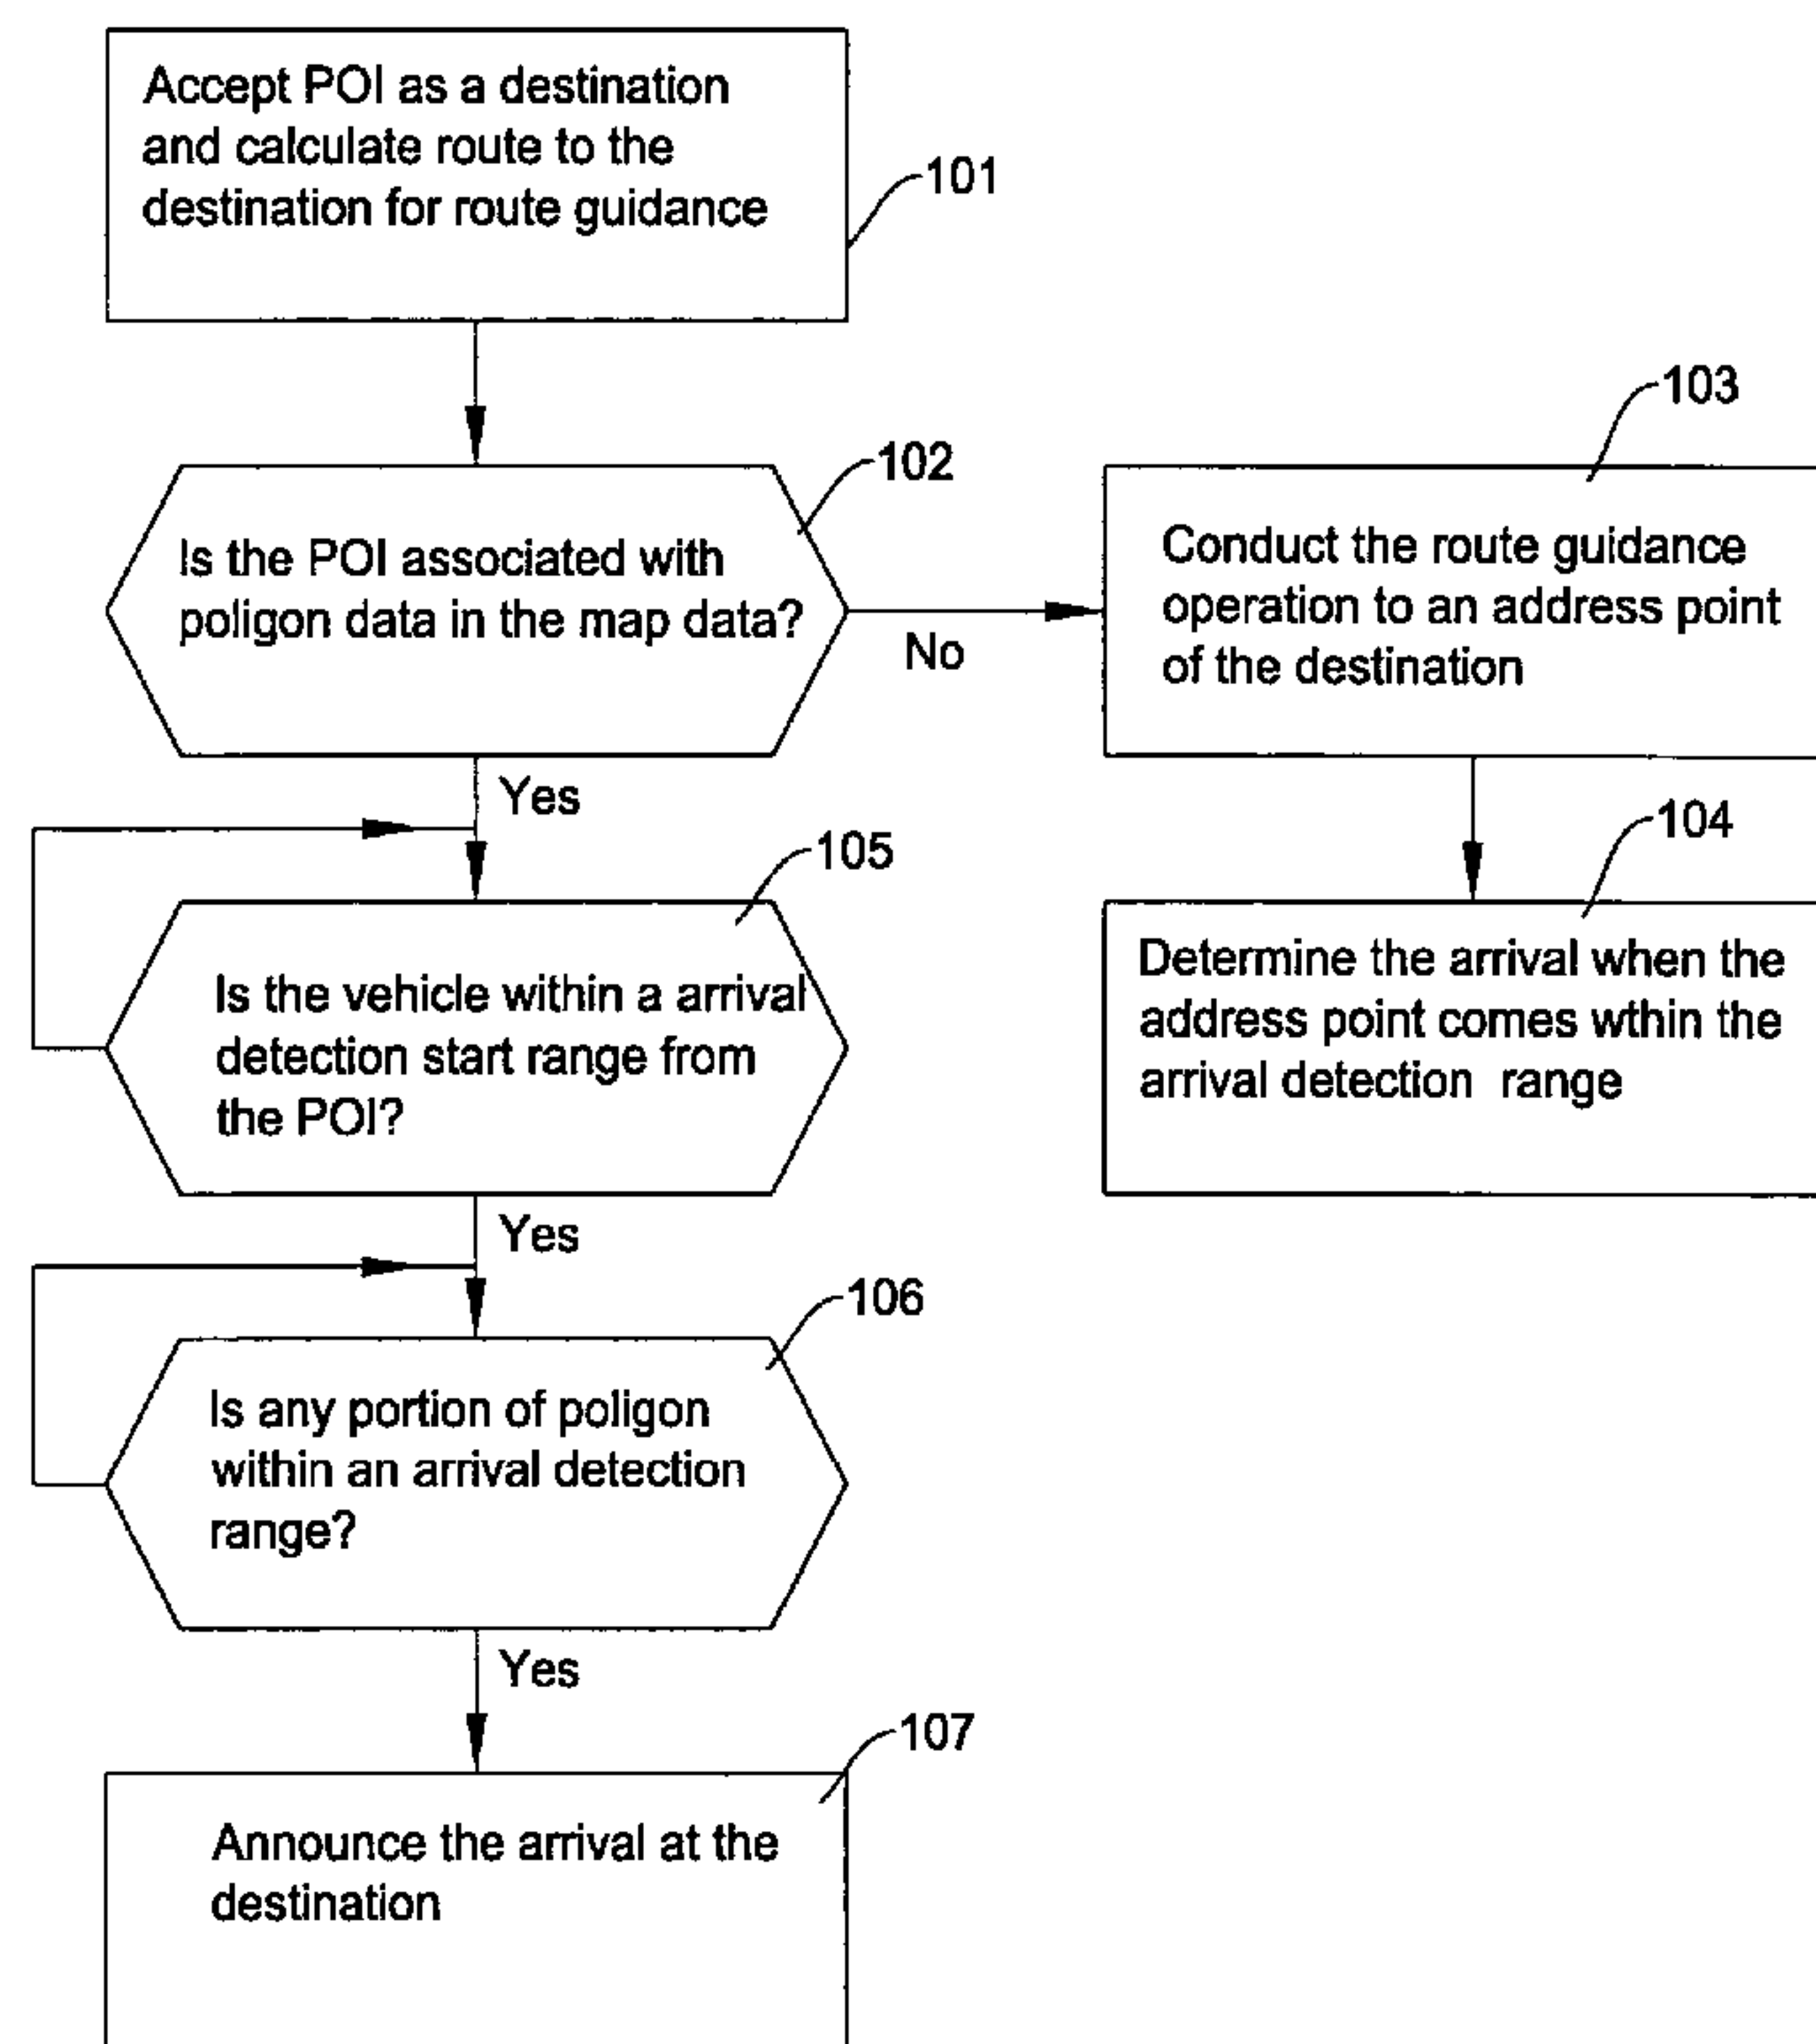 Accept POI as a destination
and calculate route to the
destination for route guidance
101
102
Is the POI associated with
poligon data in the map data?
No
Yes
103
Conduct the route guidance
operation to an address point
of the destination
104
Determine the arrival when the
address point comes wthin the
arrival detection range
105
Is the vehicle within a arrival
detection start range from
the POI?
Yes
106
Is any portion of poligon
within an arrival detection
range?
Yes
107
Announce the arrival at the
destination